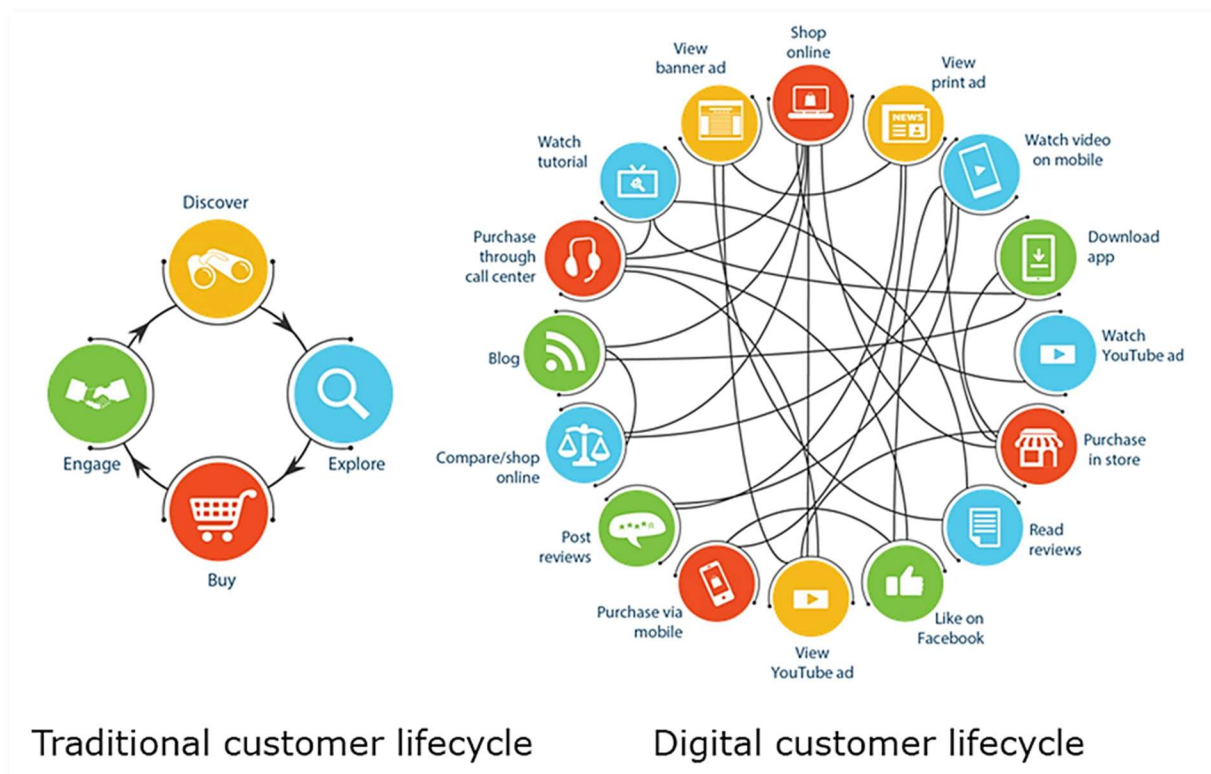 Discover
Explore
Buy
Engage
Shop
online
View
print ad
NEWS
Watch video
on mobile
Download
app
Watch
YouTube ad
Purchase
in store
Read
reviews
Like on
Facebook
View
YouTube ad
Purchase via
mobile
Post
reviews
Compare/shop
online
Blog
Purchase
through
call center
Watch
tutorial
View
banner ad
Traditional customer lifecycle
Digital customer lifecycle